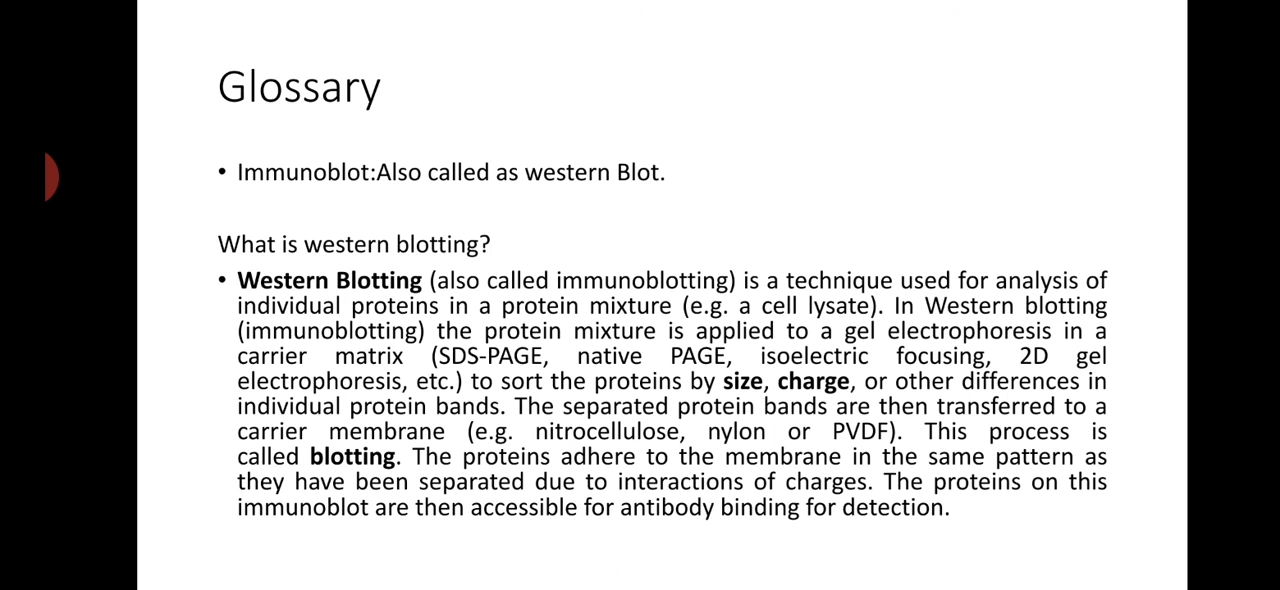 Glossary
• Immunoblot:Also called as western Blot.
What is western blotting?
• Western Blotting (also called immunoblotting) is a technique used for analysis of
individual proteins in a protein mixture (e.g. a cell lysate). In Western blotting
(immunoblotting) the protein mixture is applied to a gel electrophoresis in a
carrier matrix (SDS-PAGE, native PAGE, isoelectric focusing, 2D gel
electrophoresis, etc.) to sort the proteins by size, charge, or other differences in
individual protein bands. The separated protein bands are then transferred to a
carrier membrane (e.g. nitrocellulose, nylon or PVDF). This process is
called blotting. The proteins adhere to the membrane in the same pattern as
they have been separated due to interactions of charges. The proteins on this
immunoblot are then accessible for antibody binding for detection.